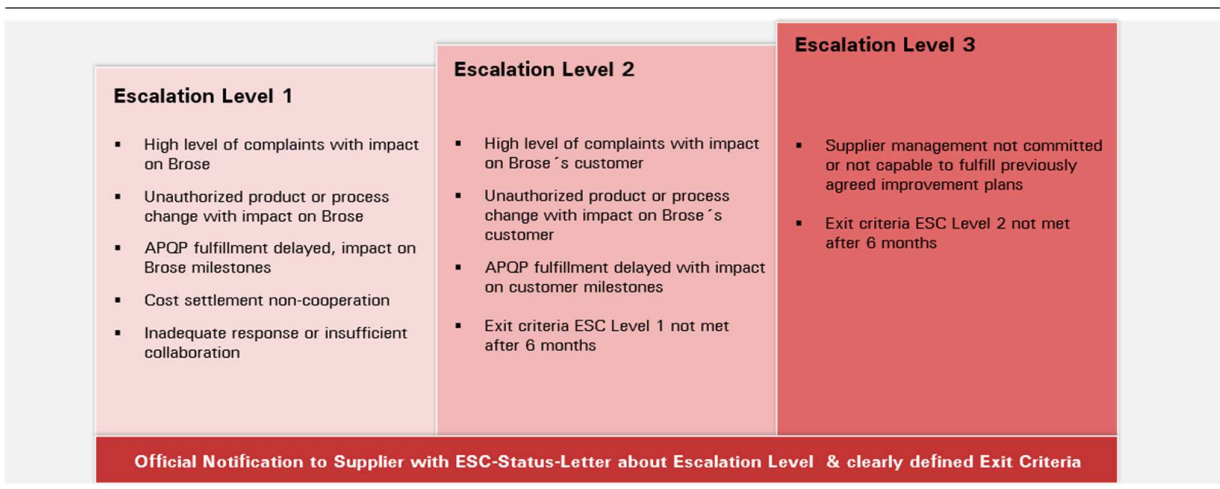 Escalation Level 1
▪ High level of complaints with impact
on Brose
▪ Unauthorized product or process
change with impact on Brose
▪ APQP fulfillment delayed, impact on
Brose milestones
▪ Cost settlement non-cooperation
▪ Inadequate response or insufficient
collaboration
Escalation Level 2
▪ High level of complaints with impact
on Brose´s customer
▪ Unauthorized product or process
change with impact on Brose´s
customer
▪ APQP fulfillment delayed with impact
on customer milestones
▪ Exit criteria ESC Level 1 not met
after 6 months
Escalation Level 3
▪ Supplier management not committed
or not capable to fulfill previously
agreed improvement plans
▪ Exit criteria ESC Level 2 not met
after 6 months
Official Notification to Supplier with ESC-Status-Letter about Escalation Level & clearly defined Exit Criteria